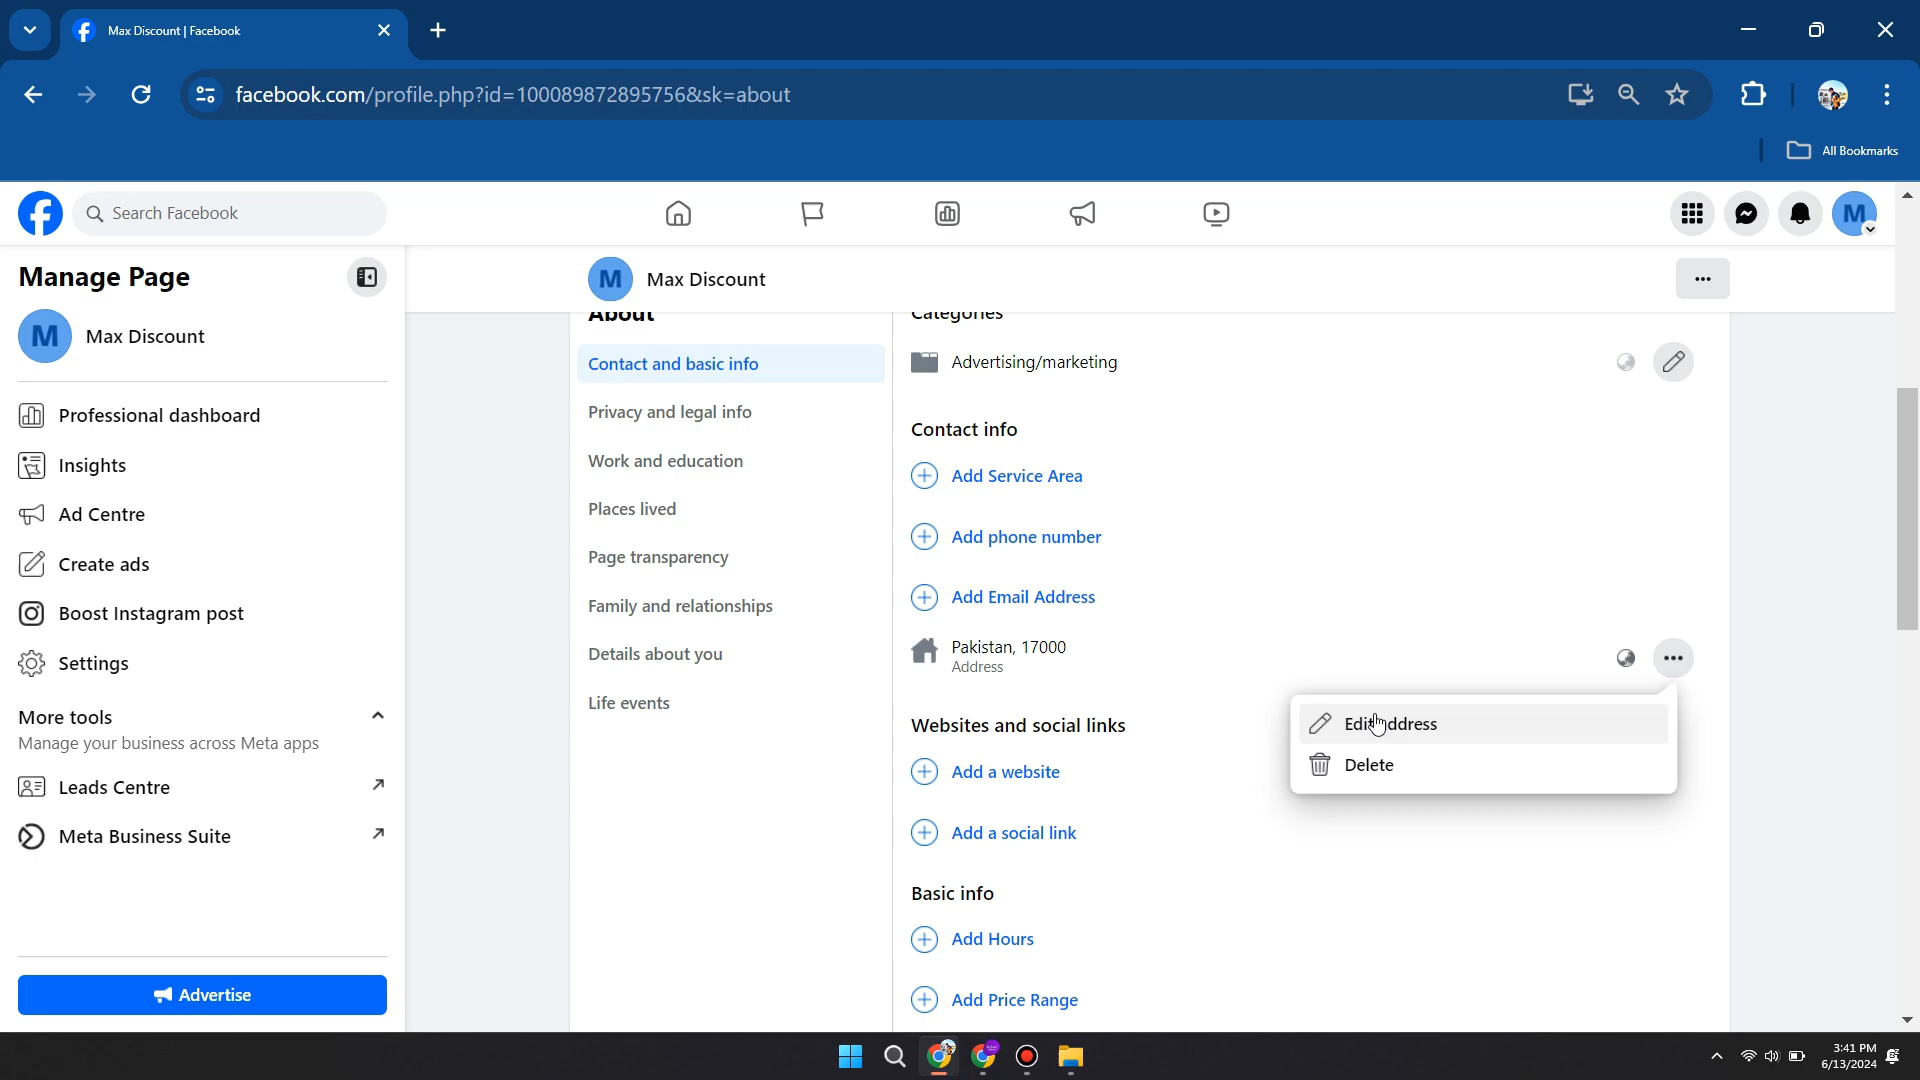 Max Discount | Facebook
facebook.com/profile.php?id=100089872895756&sk=about
All Bookmarks
Search Facebook
M
Manage Page
M Max Discount
Professional dashboard
Insights
Ad Centre
Create ads
Boost Instagram post
Settings
More tools
Manage your business across Meta apps
Leads Centre
Meta Business Suite
Advertise
M Max Discount
About
Contact and basic info
Privacy and legal info
Work and education
Places lived
Page transparency
Family and relationships
Details about you
Life events
Categories
Advertising/marketing
Contact info
Add Service Area
Add phone number
Add Email Address
Pakistan, 17000
Address
Edit address
Delete
Websites and social links
Add a website
Add a social link
Basic info
Add Hours
Add Price Range
3:41 PM
6/13/2024